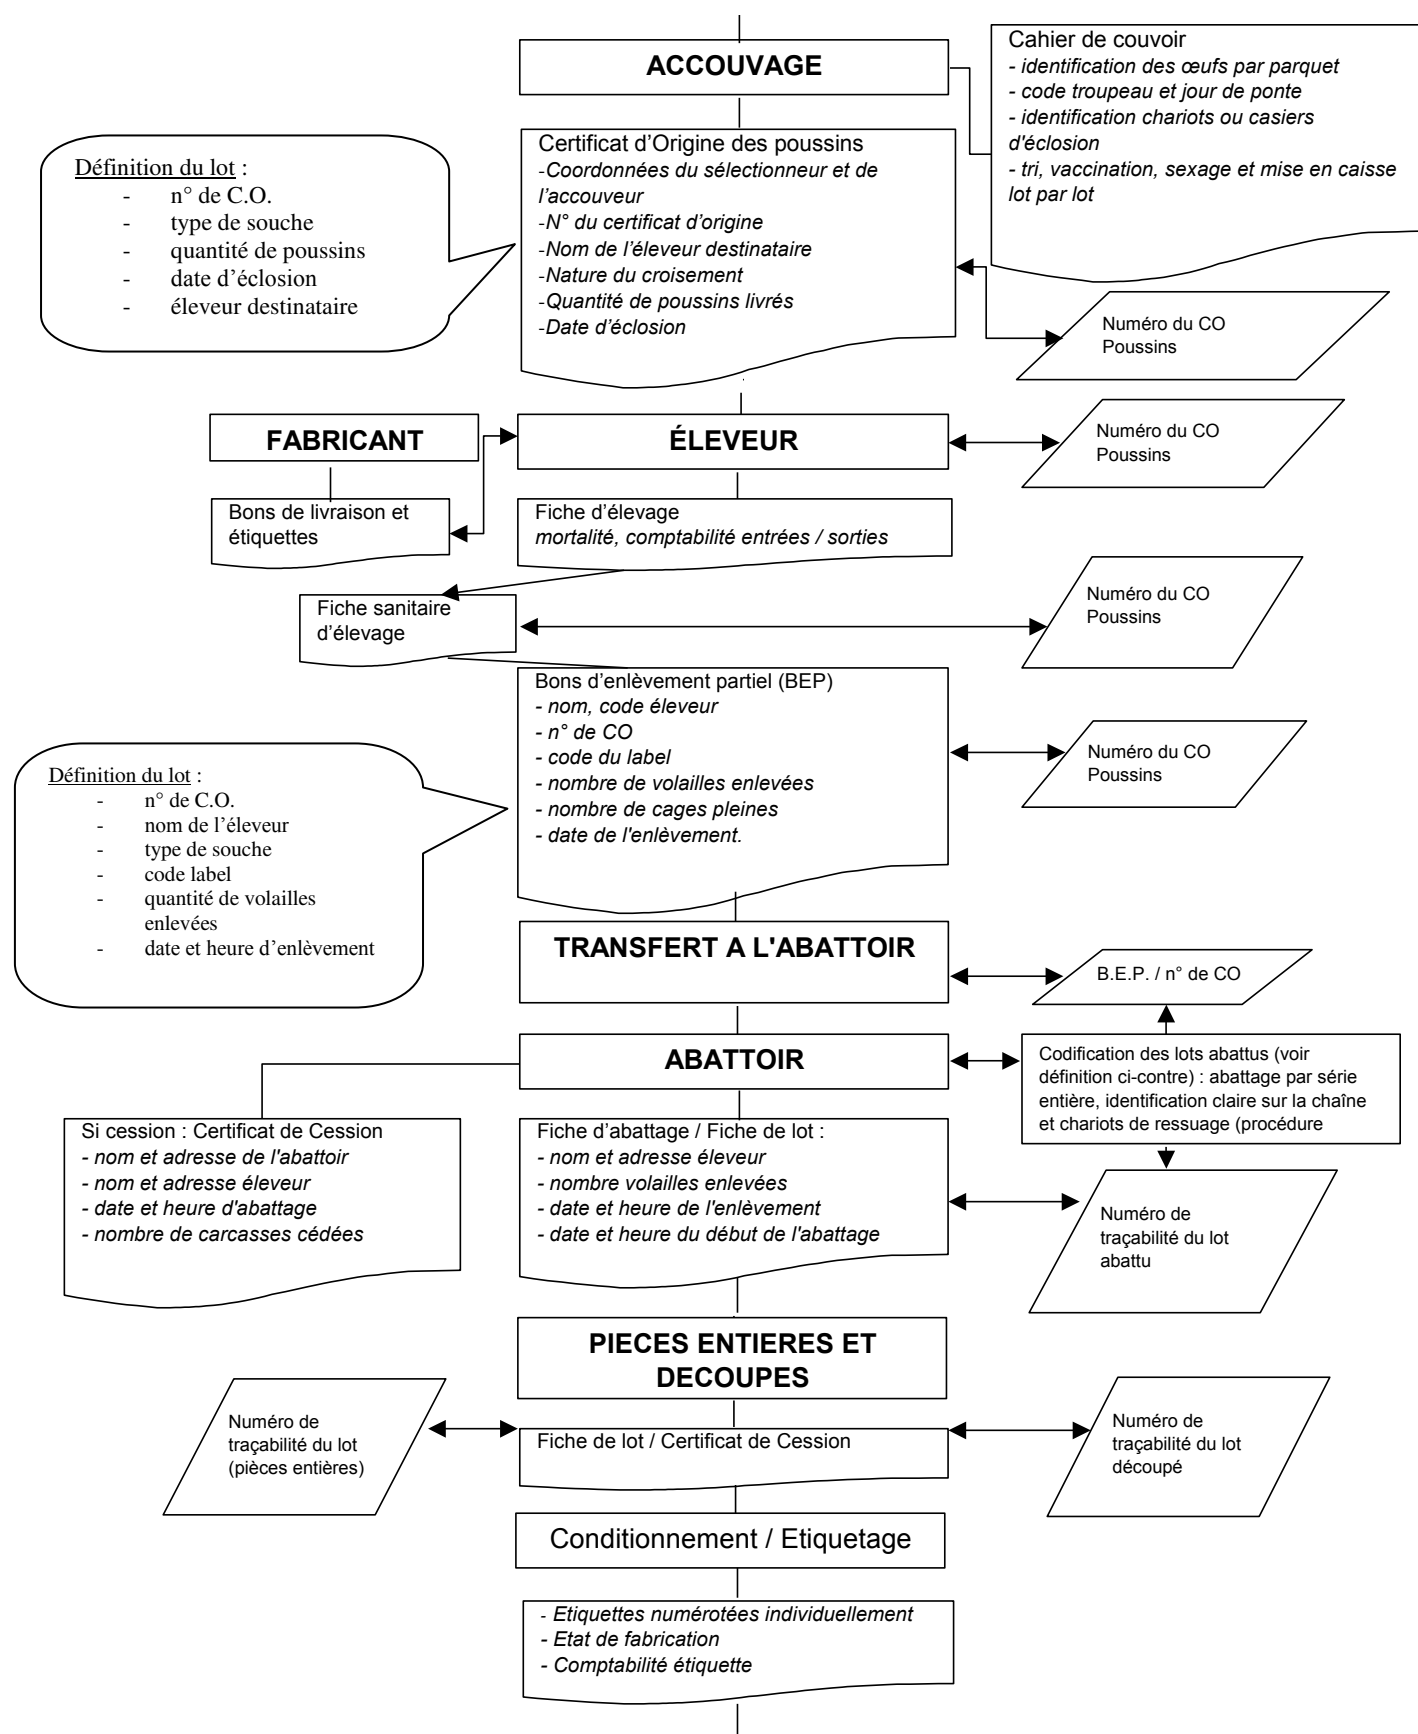 ACCOUVAGE
Cahier de couvoir
- identification des œufs par parquet
- code troupeau et jour de ponte
- identification chariots ou casiers
d'éclosion
- tri, vaccination, sexage et mise en caisse
lot par lot
Certificat d’Origine des poussins
-Coordonnées du sélectionneur et de
l’accouveur
-N° du certificat d’origine
-Nom de l’éleveur destinataire
-Nature du croisement
-Quantité de poussins livrés
-Date d’éclosion
Définition du lot :
- n° de C.O.
- type de souche
- quantité de poussins
- date d’éclosion
- éleveur destinataire
Numéro du CO
Poussins
FABRICANT
ÉLEVEUR
Numéro du CO
Poussins
Bons de livraison et
étiquettes
Fiche d’élevage
mortalité, comptabilité entrées / sorties
Fiche sanitaire
d’élevage
Numéro du CO
Poussins
Bons d’enlèvement partiel (BEP)
- nom, code éleveur
- n° de CO
- code du label
- nombre de volailles enlevées
- nombre de cages pleines
- date de l'enlèvement.
Numéro du CO
Poussins
Définition du lot :
- n° de C.O.
- nom de l’éleveur
- type de souche
- code label
- quantité de volailles
enlevées
- date et heure d’enlèvement
TRANSFERT A L'ABATTOIR
B.E.P. / n° de CO
ABATTOIR
Codification des lots abattus (voir
définition ci-contre) : abattage par série
entière, identification claire sur la chaîne
et chariots de ressuage (procédure
Si cession : Certificat de Cession
- nom et adresse de l'abattoir
- nom et adresse éleveur
- date et heure d'abattage
- nombre de carcasses cédées
Fiche d’abattage / Fiche de lot :
- nom et adresse éleveur
- nombre volailles enlevées
- date et heure de l'enlèvement
- date et heure du début de l'abattage
Numéro de
traçabilité du lot
abattu
PIECES ENTIERES ET
DECOUPES
Numéro de
traçabilité du lot
(pièces entières)
Fiche de lot / Certificat de Cession
Numéro de
traçabilité du lot
découpé
Conditionnement / Etiquetage
- Etiquettes numérotées individuellement
- Etat de fabrication
- Comptabilité étiquette